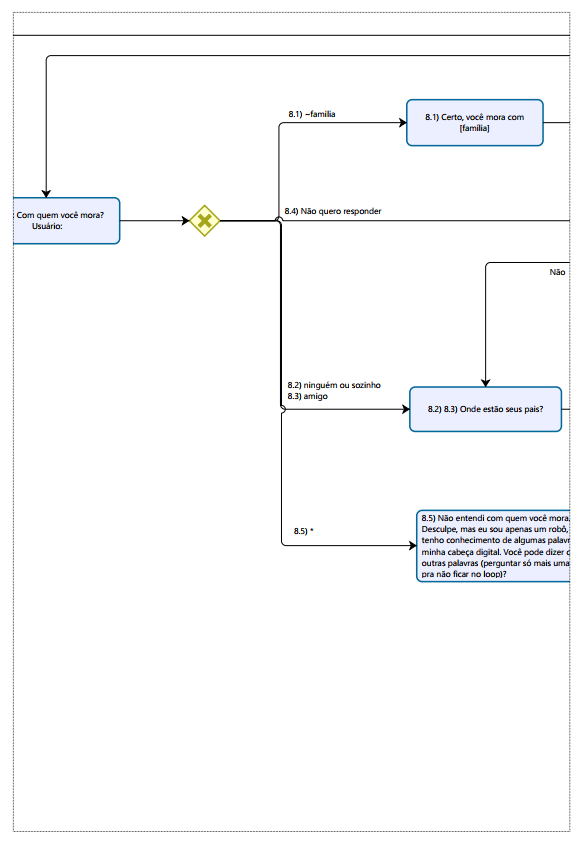 8.1) ~familia
8.1) Certo, você mora com
[família]
Com quem você mora?
Usuário:
8.4) Não quero responder
Não
8.2) ninguém ou sozinho
8.3) amigo
8.2) 8.3) Onde estão seus pais?
8.5) *
8.5) Não entendi com quem você mora.
Desculpe, mas eu sou apenas um robô,
tenho conhecimento de algumas palavr
minha cabeça digital. Você pode dizer
outras palavras (perguntar só mais uma
pra não ficar no loop)?